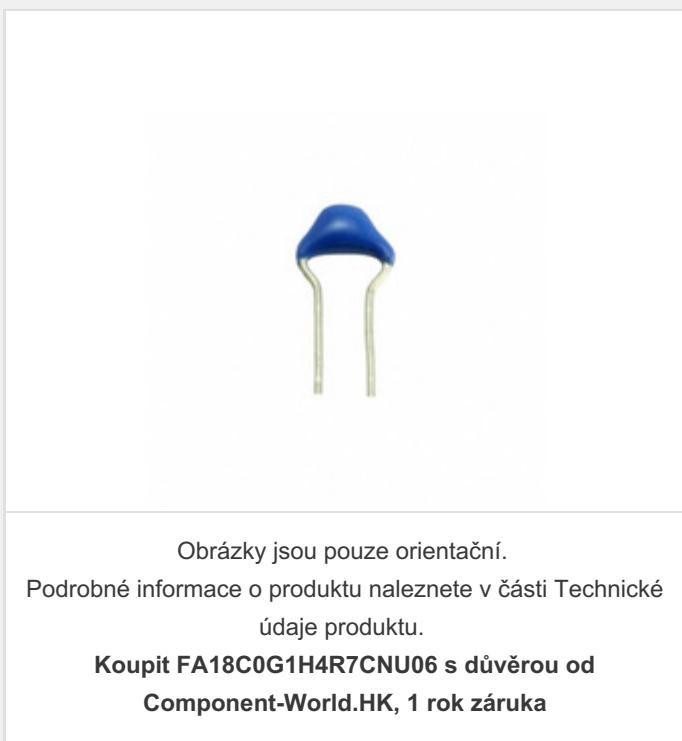 Obrázky jsou pouze orientační.
Podrobné informace o produktu naleznete v části Technické
údaje produktu.
Koupit FA18C0G1H4R7CNU06 s důvěrou od
Component-World.HK, 1 rok záruka